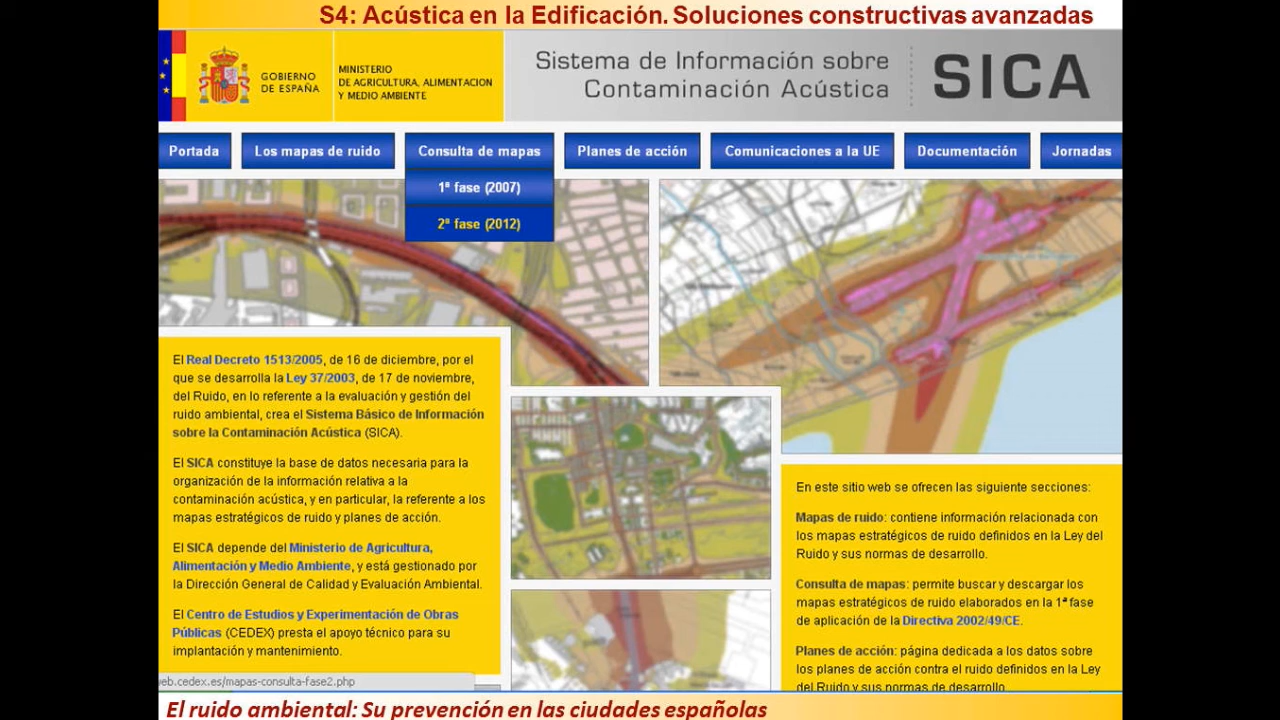 S4: Acústica en la Edificación. Soluciones constructivas avanzadas
GOBIERNO
DE ESPAÑA
MINISTERIO
DE AGRICULTURA, ALIMENTACION
Y MEDIO AMBIENTE
Sistema de Información sobre
Contaminación Acústica
SICA
Portada
Los mapas de ruido
Consulta de mapas
Planes de acción
Comunicaciones a la UE
Documentación
Jornadas
1ª fase (2007)
2ª fase (2012)
El Real Decreto 1513/2005, de 16 de diciembre, por el
que se desarrolla la Ley 37/2003, de 17 de noviembre,
del Ruido, en lo referente a la evaluación y gestión del
ruido ambiental, crea el Sistema Básico de Información
sobre la Contaminación Acústica (SICA).
El SICA constituye la base de datos necesaria para la
organización de la información relativa a la
contaminación acústica, y en particular, la referente a los
mapas estratégicos de ruido y planes de acción.
El SICA depende del Ministerio de Agricultura,
Alimentación y Medio Ambiente, y está gestionado por
la Dirección General de Calidad y Evaluación Ambiental.
El Centro de Estudios y Experimentación de Obras
Públicas (CEDEX) presta el apoyo técnico para su
implantación y mantenimiento.
eb.cedex.es/mapas-consulta-fase2.php
En este sitio web se ofrecen las siguiente secciones:
Mapas de ruido: contiene información relacionada con
los mapas estratégicos de ruido definidos en la Ley del
Ruido y sus normas de desarrollo.
Consulta de mapas: permite buscar y descargar los
mapas estratégicos de ruido elaborados en la 1ª fase
de aplicación de la Directiva 2002/49/CE.
Planes de acción: página dedicada a los datos sobre
los planes de acción contra el ruido definidos en la Ley
del Ruido y sus normas de desarrollo
El ruido ambiental: Su prevención en las ciudades españolas